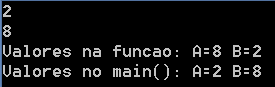 2
8
Valores na funcao: A=8 B=2
Valores no main(): A=2 B=8